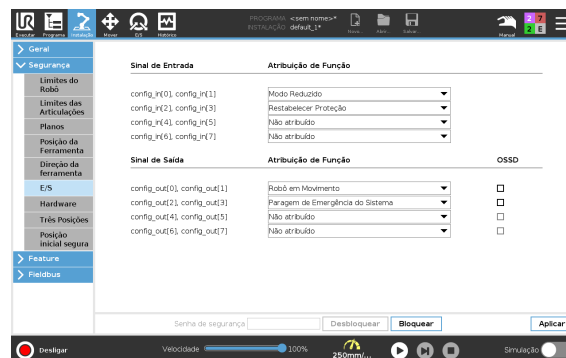 Executar Programa Instalação Mover E/S Histórico
PROGRAMA <sem nome>*
INSTALAÇÃO default_1*
Novo... Abrir... Salvar...
Manual
2 7
2 E
Geral
Segurança
Limites do Robô
Limites das Articulações
Planos
Posição da Ferramenta
Direção da ferramenta
E/S
Hardware
Três Posições
Posição inicial segura
Feature
Fieldbus
Sinal de Entrada Atribuição de Função
config_in[0], config_in[1] Modo Reduzido
config_in[2], config_in[3] Restabelecer Proteção
config_in[4], config_in[5] Não atribuído
config_in[6], config_in[7] Não atribuído
Sinal de Saída Atribuição de Função OSSD
config_out[0], config_out[1] Robô em Movimento
config_out[2], config_out[3] Paragem de Emergência do Sistema
config_out[4], config_out[5] Não atribuído
config_out[6], config_out[7] Não atribuído
Senha de segurança Desbloquear Bloquear Aplicar
Desligar Velocidade 100% 250mm/... Simulação